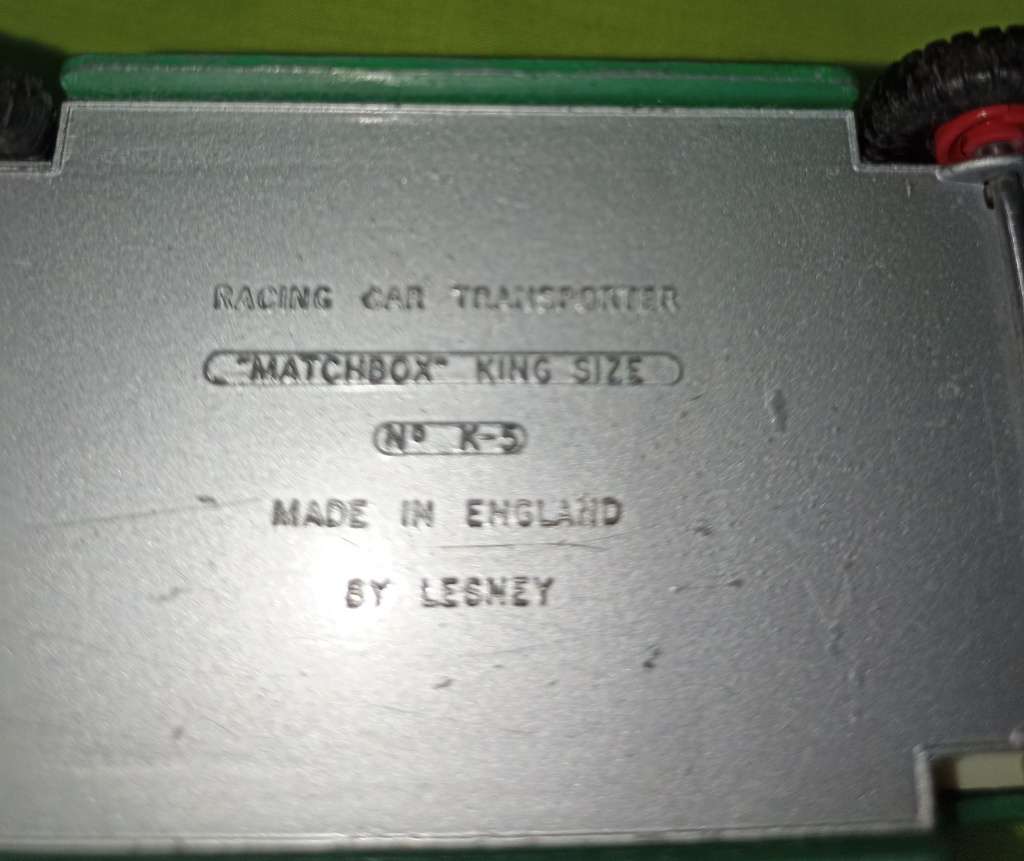 RACING CAR TRANSPORTER
"MATCHBOX" KING SIZE
Nº K-5
MADE IN ENGLAND
BY LESNEY